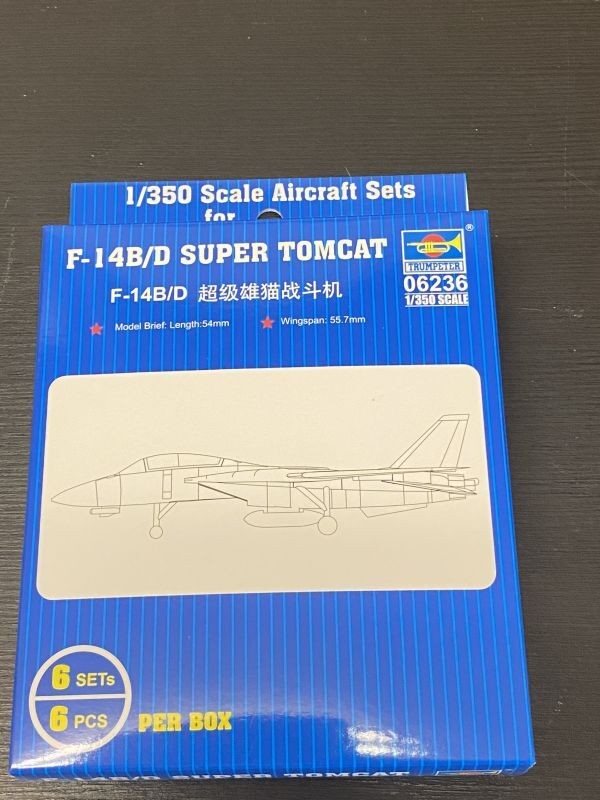 1/350 Scale Aircraft Sets
for
F-14B/D SUPER TOMCAT
F-14B/D 超级雄猫战斗机
Model Brief: Length:54mm
Wingspan: 55.7mm
®
TRUMPETER
06236
1/350 SCALE
6 SETs
6 PCS
PER BOX
F-14B/D SUPER TOMCAT